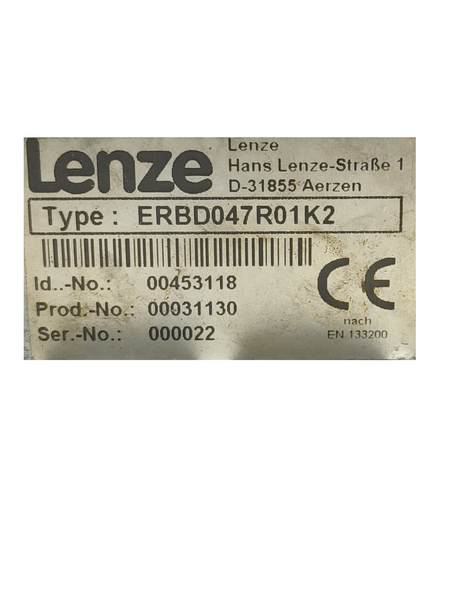 Lenze
Lenze
Hans Lenze-Straße 1
D-31855 Aerzen
Type : ERBD047R01K2
Id..-No.: 00453118
Prod.-No.: 00031130
Ser.-No.: 000022
CE
nach
EN 133200